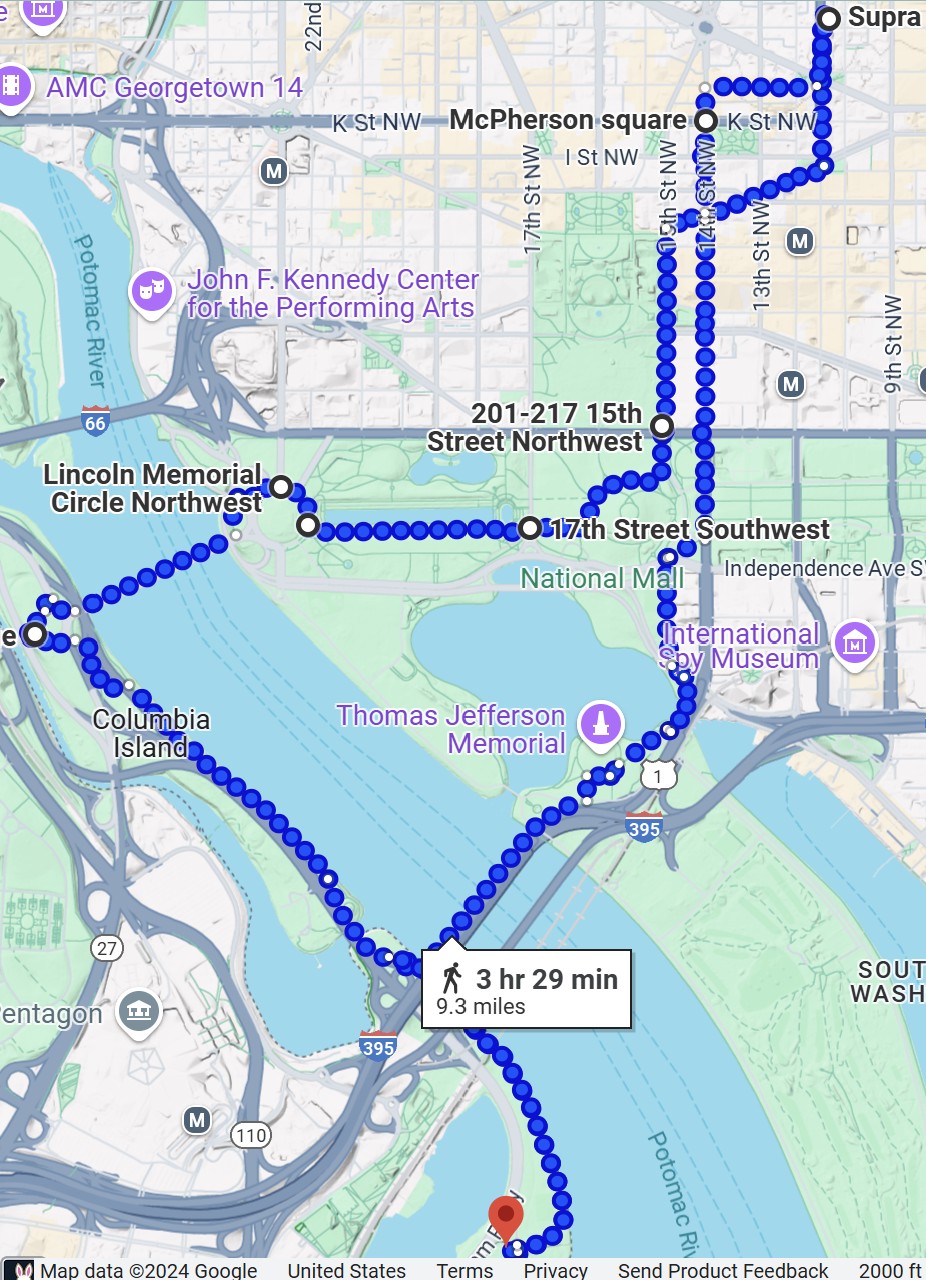 e
22nd
Supra
AMC Georgetown 14
K St NW
McPherson square
K St NW
M
I St NW
17th St NW
15th St NW
14th St NW
13th St NW
M
Potomac River
John F. Kennedy Center
for the Performing Arts
9th St NW
M
66
201-217 15th
Street Northwest
Lincoln Memorial
Circle Northwest
17th Street Southwest
National Mall
Independence Ave SW
e
International
Spy Museum
Thomas Jefferson
Memorial
Columbia
Island
1
395
27
3 hr 29 min
9.3 miles
SOUT
WASH
entagon
395
M
110
Potomac Riv
Map data ©2024 Google
United States
Terms
Privacy
Send Product Feedback
2000 ft